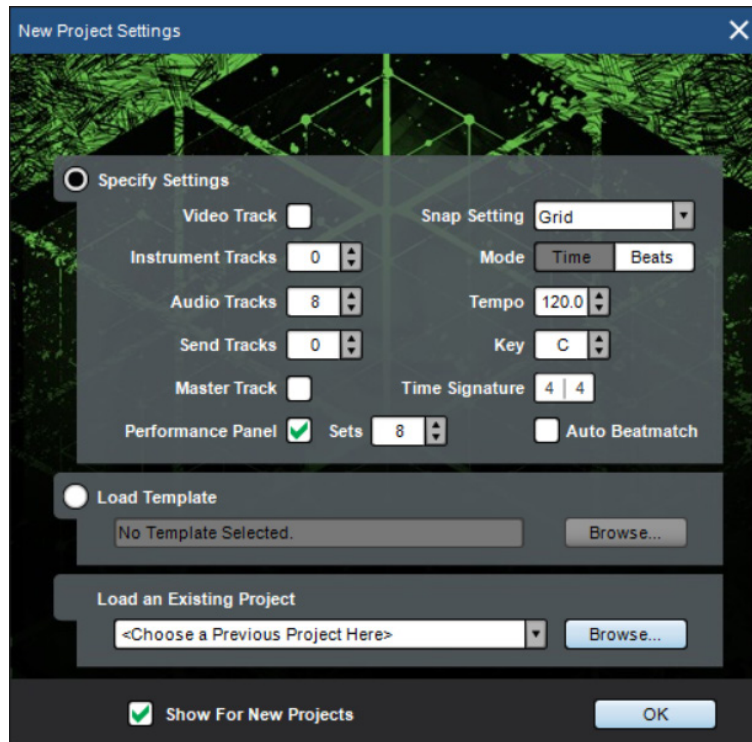 New Project Settings
Specify Settings
Video Track Snap Setting Grid
Instrument Tracks 0 Mode Time Beats
Audio Tracks 8 Tempo 120.0
Send Tracks 0 Key C
Master Track Time Signature 4 | 4
Performance Panel Sets 8 Auto Beatmatch
Load Template
No Template Selected. Browse...
Load an Existing Project
<Choose a Previous Project Here> Browse...
Show For New Projects OK